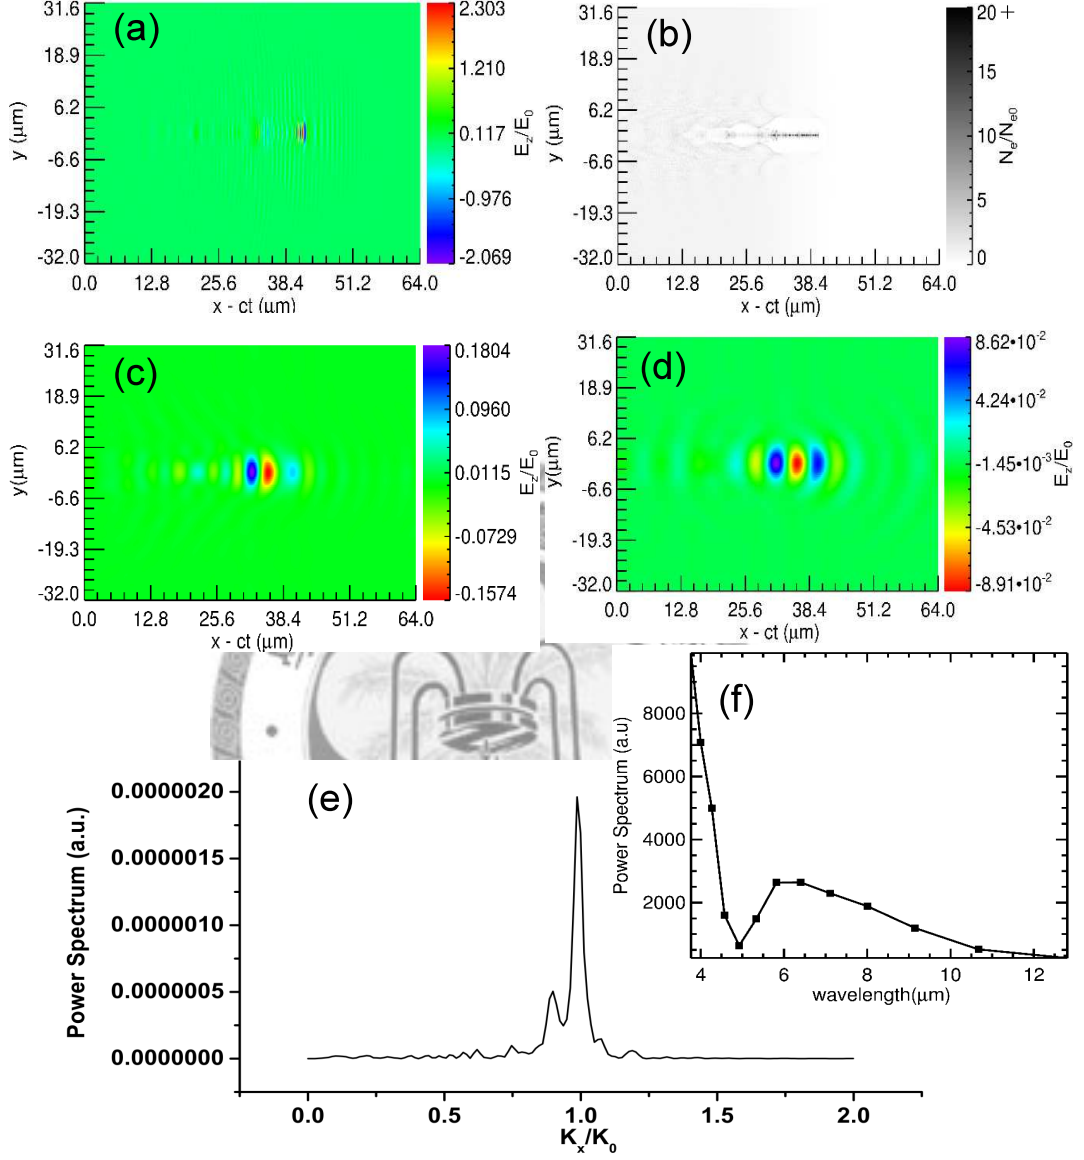 (a)
31.6
18.9
6.2
-6.6
-19.3
-32.0
y (μm)
0.0 12.8 25.6 38.4 51.2 64.0
x - ct (μm)
2.303
1.210
0.117
-0.976
-2.069
E_z/E_0
(b)
31.6
18.9
6.2
-6.6
-19.3
-32.0
y (μm)
0.0 12.8 25.6 38.4 51.2 64.0
x - ct (μm)
20+
15
10
5
0
N_e/N_e0
(c)
31.6
18.9
6.2
-6.6
-19.3
-32.0
y(μm)
0.0 12.8 25.6 38.4 51.2 64.0
x - ct (μm)
0.1804
0.0960
0.0115
-0.0729
-0.1574
E_z/E_0
(d)
31.6
18.9
6.2
-6.6
-19.3
-32.0
y(μm)
0.0 12.8 25.6 38.4 51.2 64.0
x - ct (μm)
8.62•10^-2
4.24•10^-2
-1.45•10^-3
-4.53•10^-2
-8.91•10^-2
E_z/E_0
(e)
0.0000020
0.0000015
0.0000010
0.0000005
0.0000000
Power Spectrum (a.u.)
0.0 0.5 1.0 1.5 2.0
K_x/K_0
(f)
8000
6000
4000
2000
Power Spectrum (a.u)
4 6 8 10 12
wavelength(μm)